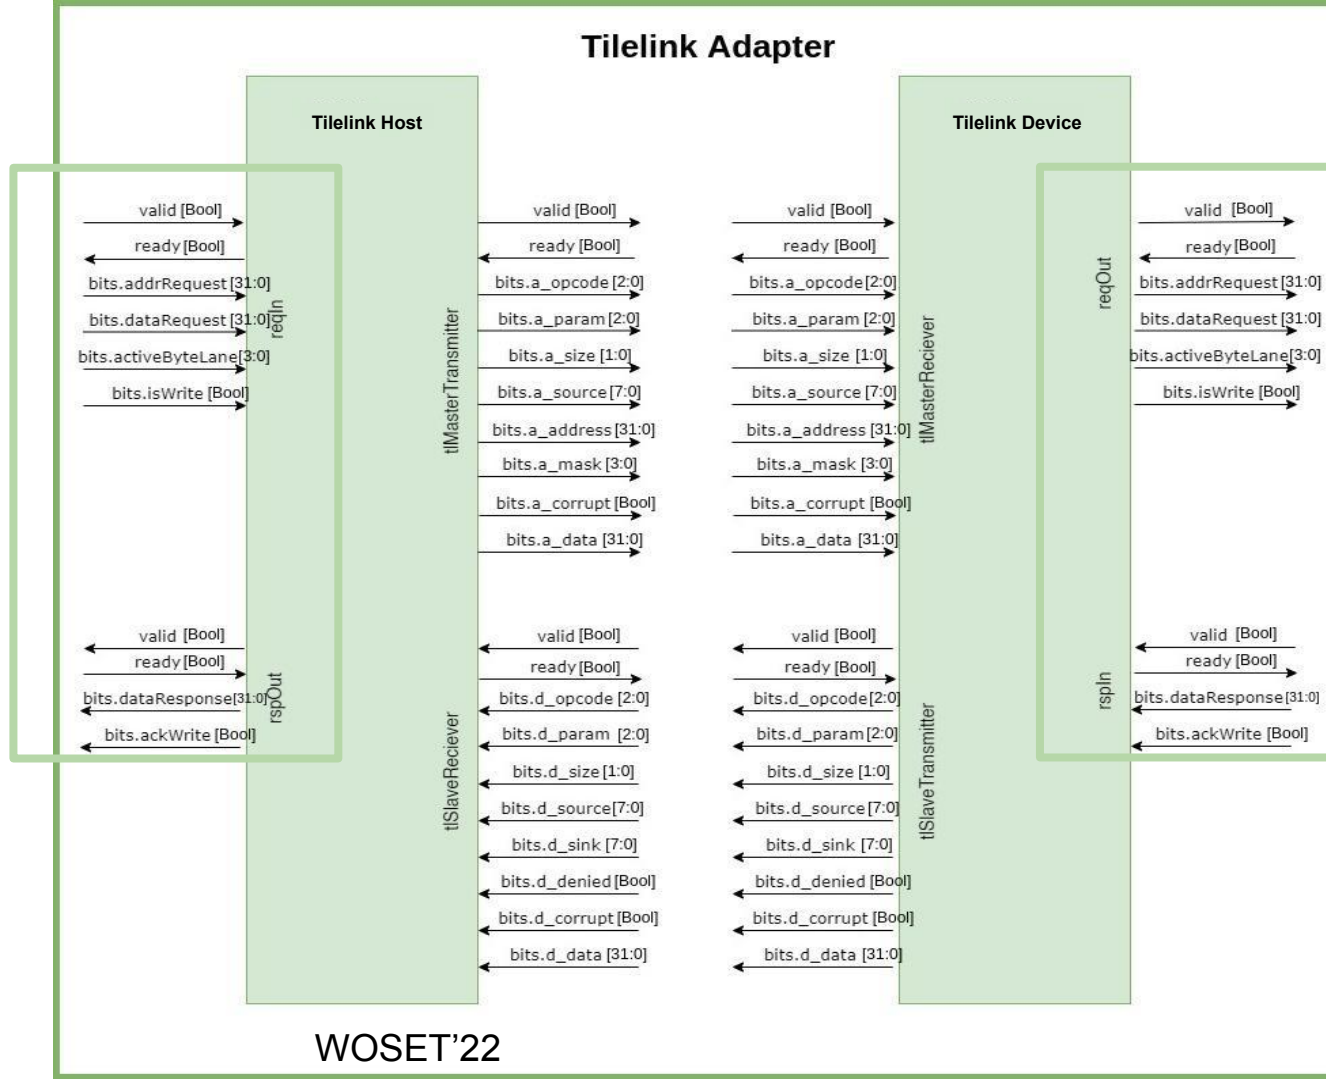 Tilelink Adapter
Tilelink Host
valid [Bool]
ready [Bool]
bits.addrRequest [31:0]
bits.dataRequest [31:0]
bits.activeByteLane[3:0]
bits.isWrite [Bool]
reqIn
valid [Bool]
ready [Bool]
bits.dataResponse[31:0]
bits.ackWrite [Bool]
rspOut
valid [Bool]
ready [Bool]
bits.a_opcode [2:0]
bits.a_param [2:0]
bits.a_size [1:0]
bits.a_source [7:0]
bits.a_address [31:0]
bits.a_mask [3:0]
bits.a_corrupt [Bool]
bits.a_data [31:0]
tlMasterTransmitter
valid [Bool]
ready [Bool]
bits.d_opcode [2:0]
bits.d_param [2:0]
bits.d_size [1:0]
bits.d_source[7:0]
bits.d_sink [7:0]
bits.d_denied [Bool]
bits.d_corrupt [Bool]
bits.d_data [31:0]
tlSlaveReciever
Tilelink Device
valid [Bool]
ready [Bool]
bits.a_opcode [2:0]
bits.a_param [2:0]
bits.a_size [1:0]
bits.a_source [7:0]
bits.a_address [31:0]
bits.a_mask [3:0]
bits.a_corrupt [Bool]
bits.a_data [31:0]
tlMasterReciever
valid [Bool]
ready [Bool]
bits.d_opcode [2:0]
bits.d_param [2:0]
bits.d_size [1:0]
bits.d_source [7:0]
bits.d_sink [7:0]
bits.d_denied [Bool]
bits.d_corrupt [Bool]
bits.d_data [31:0]
tlSlaveTransmitter
valid [Bool]
ready [Bool]
bits.addrRequest [31:0]
bits.dataRequest [31:0]
bits.activeByteLane[3:0]
bits.isWrite [Bool]
reqOut
valid [Bool]
ready [Bool]
bits.dataResponse[31:0]
bits.ackWrite [Bool]
rspIn
WOSET’22